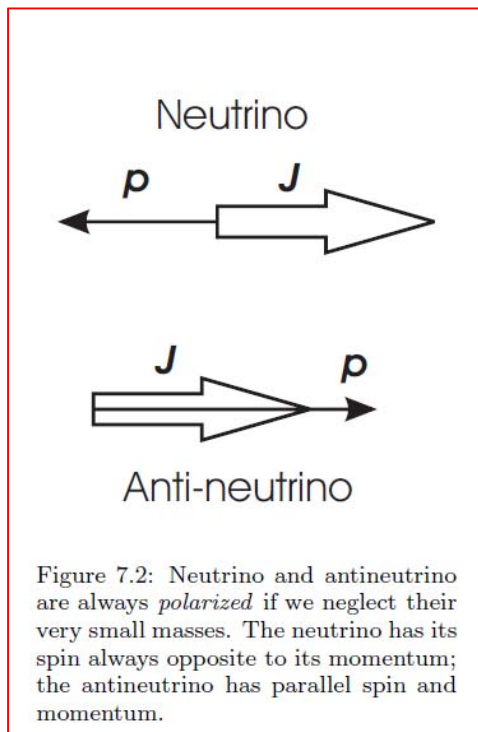 Neutrino
p J
J p
Anti-neutrino
Figure 7.2: Neutrino and antineutrino
are always polarized if we neglect their
very small masses. The neutrino has its
spin always opposite to its momentum;
the antineutrino has parallel spin and
momentum.